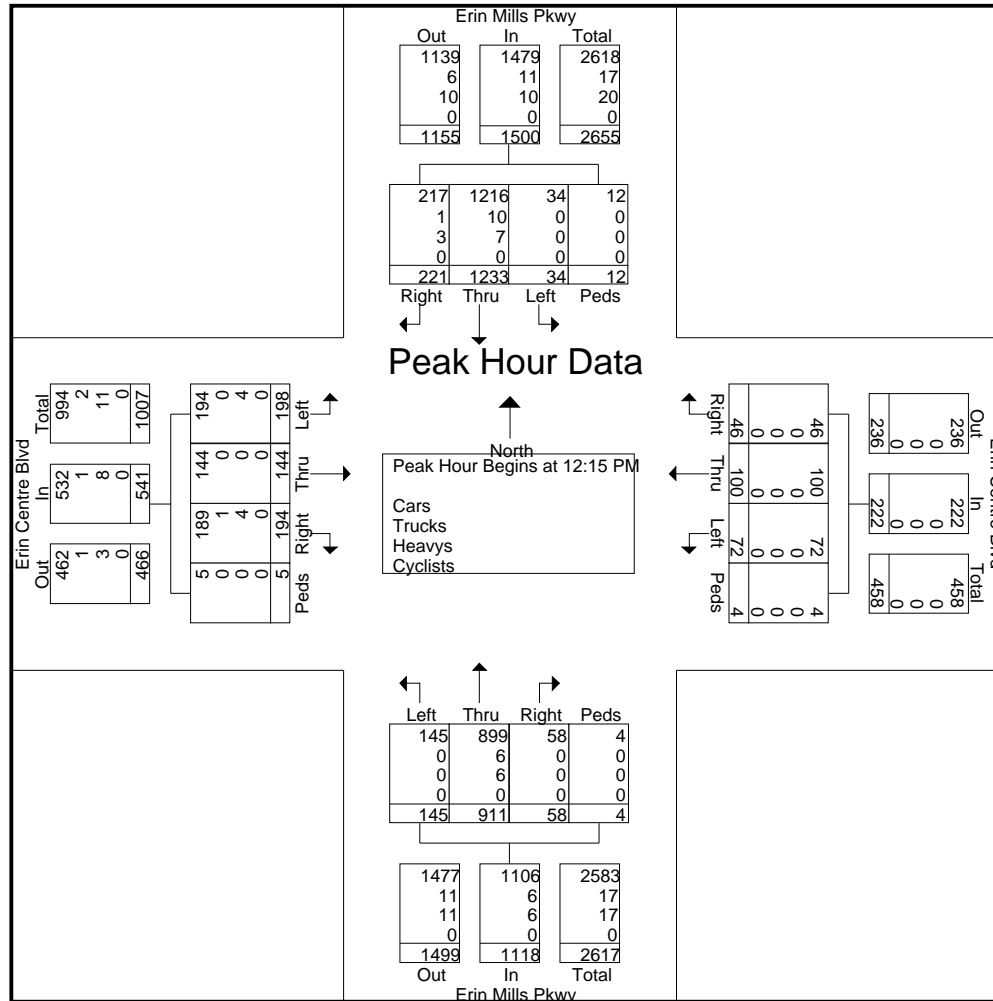 Erin Mills Pkwy
Out In Total
1139 1479 2618
6 11 17
10 10 20
0 0 0
1155 1500 2655
217 1216 34 12
1 10 0 0
3 7 0 0
0 0 0 0
221 1233 34 12
Right Thru Left Peds
Peak Hour Data
Erin Centre Blvd
Total
994 2 11 0 1007
In
532 1 8 0 541
Out
462 1 3 0 466
194 0 4 0 198
Left
144 0 0 0 144
Thru
189 1 4 0 194
Right
5 0 0 0 5
Peds
North
Peak Hour Begins at 12:15 PM
Cars
Trucks
Heavys
Cyclists
Right
46 0 0 0 46
Thru
100 0 0 0 100
Left
72 0 0 0 72
Peds
4 0 0 0 4
Out
236 0 0 0 236
In
222 0 0 0 222
Total
458 0 0 0 458
Left Thru Right Peds
145 899 58 4
0 6 0 0
0 6 0 0
0 0 0 0
145 911 58 4
1477 1106 2583
11 6 17
11 6 17
0 0 0
1499 1118 2617
Out In Total
Erin Mills Pkwy